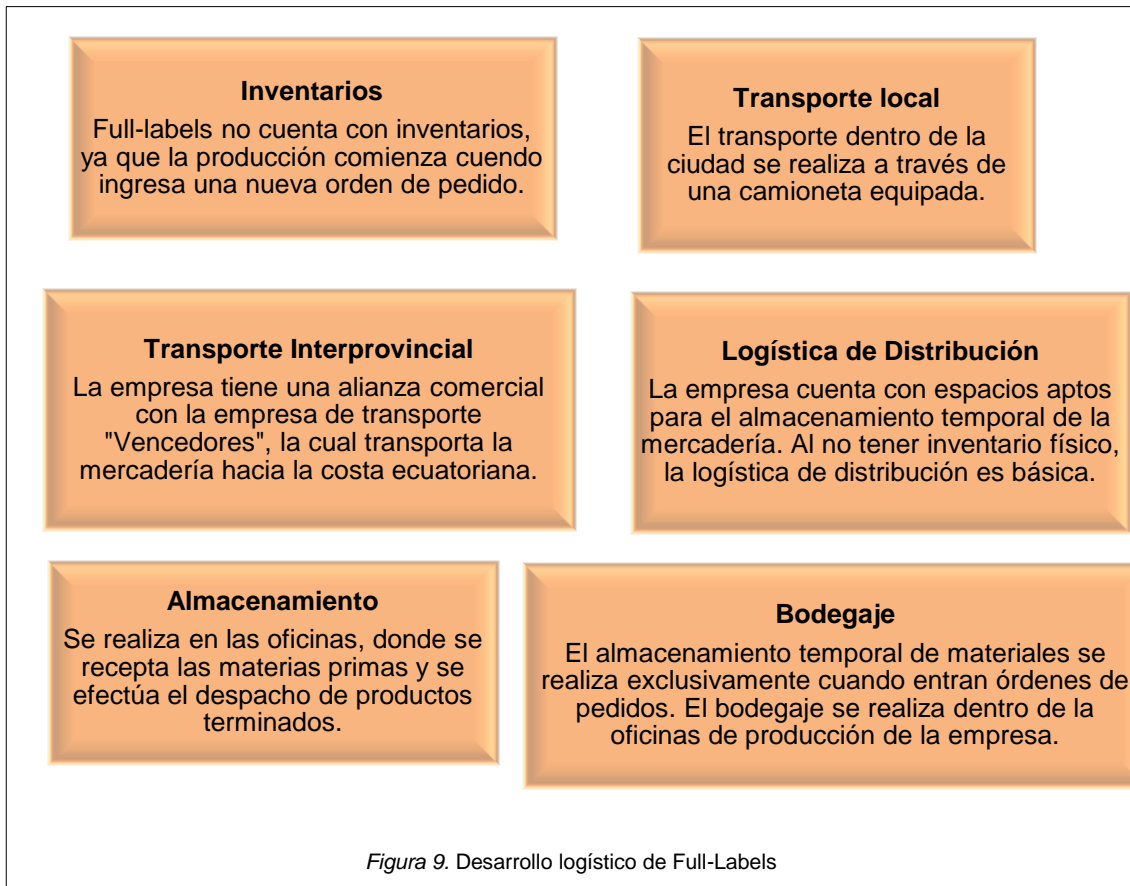 Inventarios
Full-labels no cuenta con inventarios,
ya que la producción comienza cuendo
ingresa una nueva orden de pedido.
Transporte local
El transporte dentro de la
ciudad se realiza a través de
una camioneta equipada.
Transporte Interprovincial
La empresa tiene una alianza comercial
con la empresa de transporte
"Vencedores", la cual transporta la
mercadería hacia la costa ecuatoriana.
Logística de Distribución
La empresa cuenta con espacios aptos
para el almacenamiento temporal de la
mercadería. Al no tener inventario físico,
la logística de distribución es básica.
Almacenamiento
Se realiza en las oficinas, donde se
recepta las materias primas y se
efectúa el despacho de productos
terminados.
Bodegaje
El almacenamiento temporal de materiales se
realiza exclusivamente cuando entran órdenes de
pedidos. El bodegaje se realiza dentro de la
oficinas de producción de la empresa.
Figura 9. Desarrollo logístico de Full-Labels